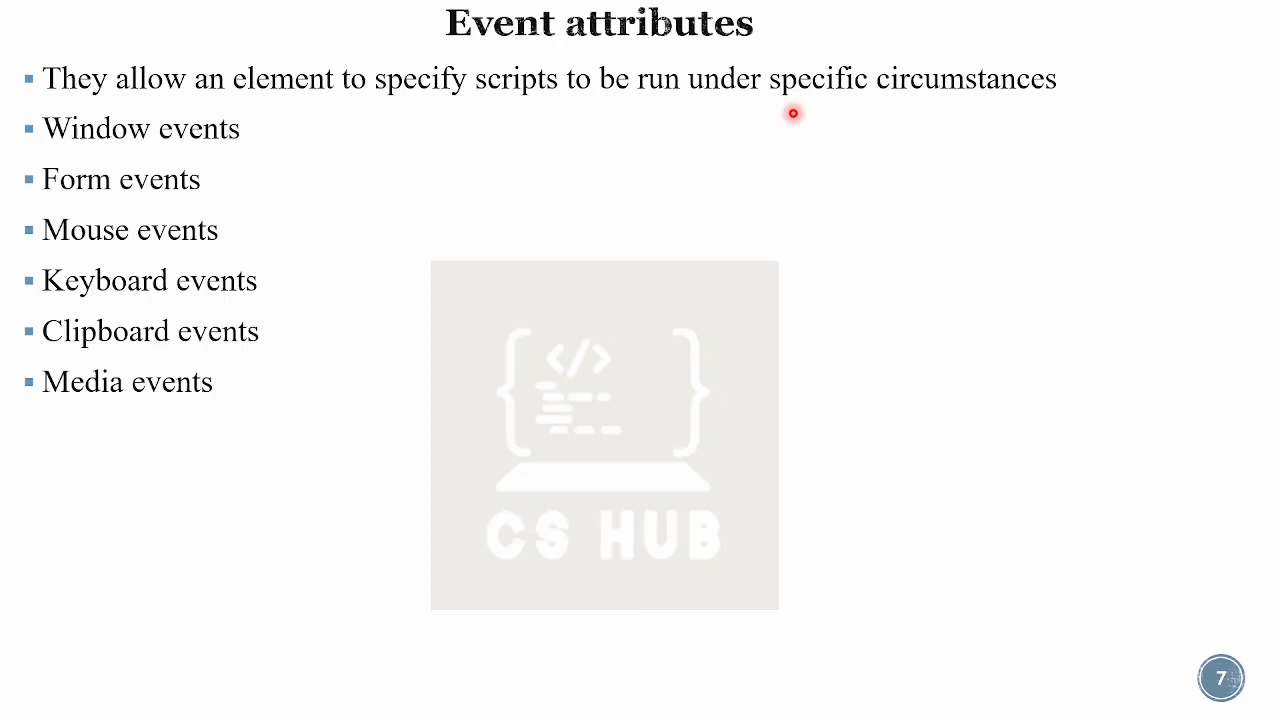 Event attributes
They allow an element to specify scripts to be run under specific circumstances
Window events
Form events
Mouse events
Keyboard events
Clipboard events
Media events
</>
CS HUB
7